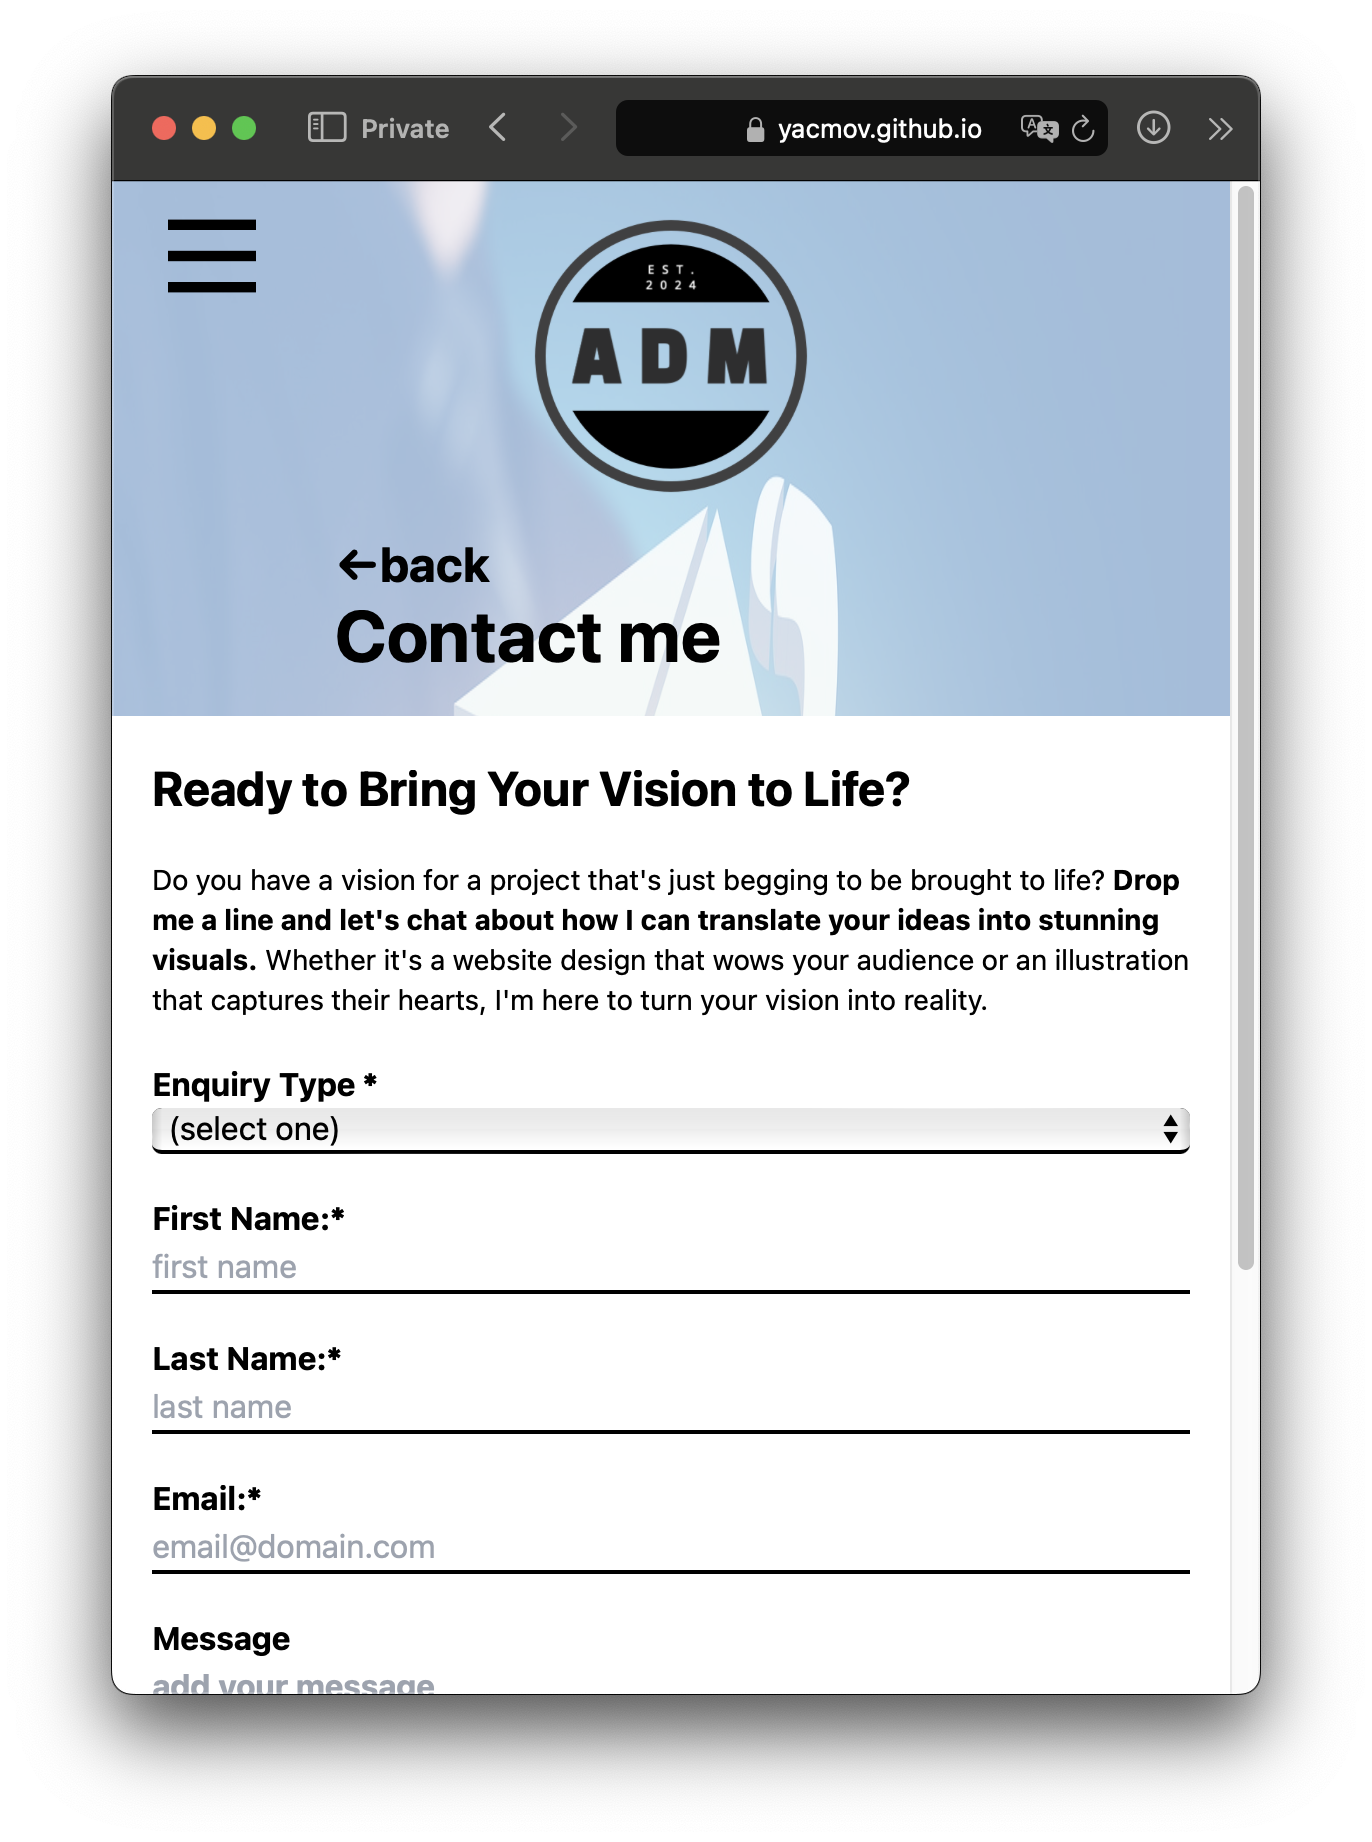 Private
yacmov.github.io
EST.
2024
ADM
←back
Contact me
Ready to Bring Your Vision to Life?
Do you have a vision for a project that's just begging to be brought to life? Drop
me a line and let's chat about how I can translate your ideas into stunning
visuals. Whether it's a website design that wows your audience or an illustration
that captures their hearts, I'm here to turn your vision into reality.
Enquiry Type *
(select one)
First Name:*
first name
Last Name:*
last name
Email:*
email@domain.com
Message
add your message